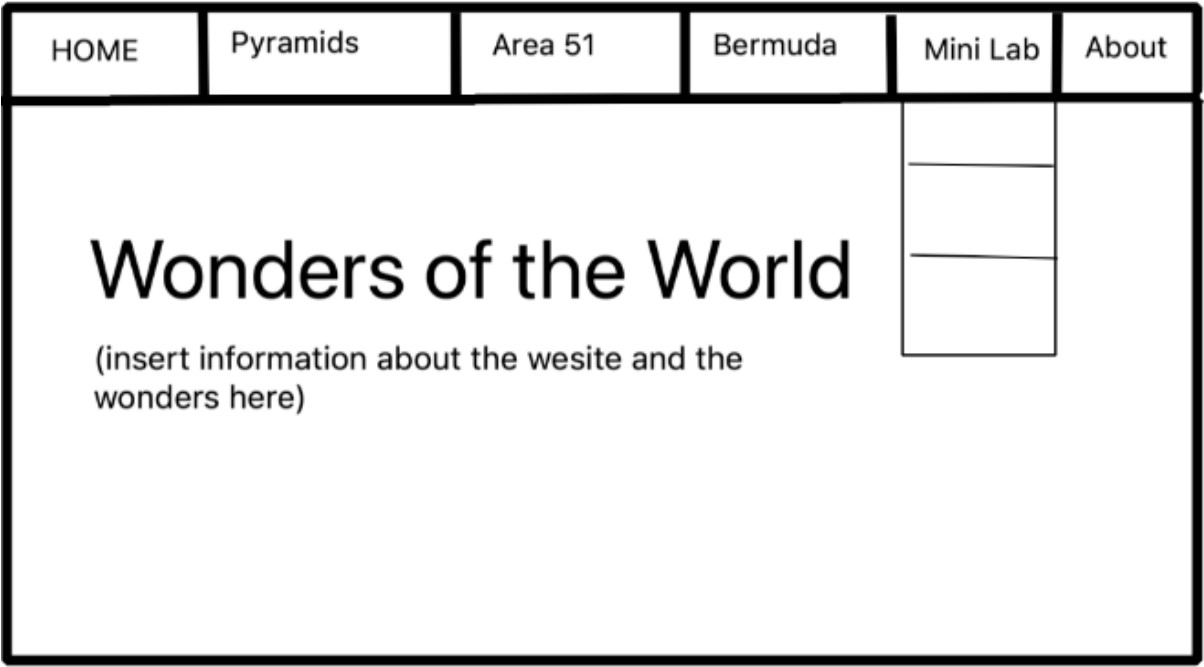 HOME
Pyramids
Area 51
Bermuda
Mini Lab
About
Wonders of the World
(insert information about the wesite and the
wonders here)